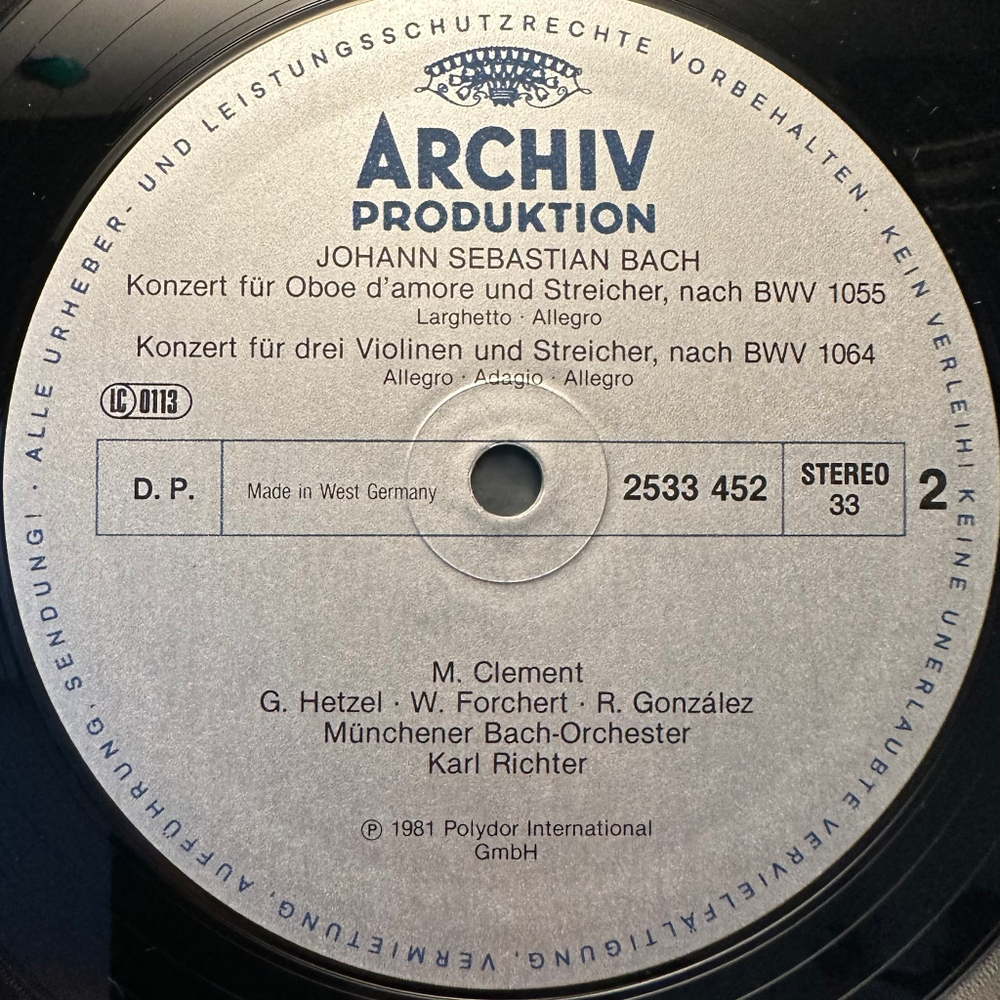 ALLE URHEBER- UND LEISTUNGSSCHUTZRECHTE VORBEHALTEN. KEIN VERLEIH! KEINE UNERLAUBTE VERVIELFÄLTIGUNG, VERMIETUNG, AUFFÜHRUNG, SENDUNG! ·
ARCHIV
PRODUKTION
JOHANN SEBASTIAN BACH
Konzert für Oboe d'amore und Streicher, nach BWV 1055
Larghetto · Allegro
Konzert für drei Violinen und Streicher, nach BWV 1064
Allegro · Adagio · Allegro
LC 0113
D. P. Made in West Germany 2533 452 STEREO 33 2
M. Clement
G. Hetzel · W. Forchert · R. González
Münchener Bach-Orchester
Karl Richter
℗ 1981 Polydor International
GmbH